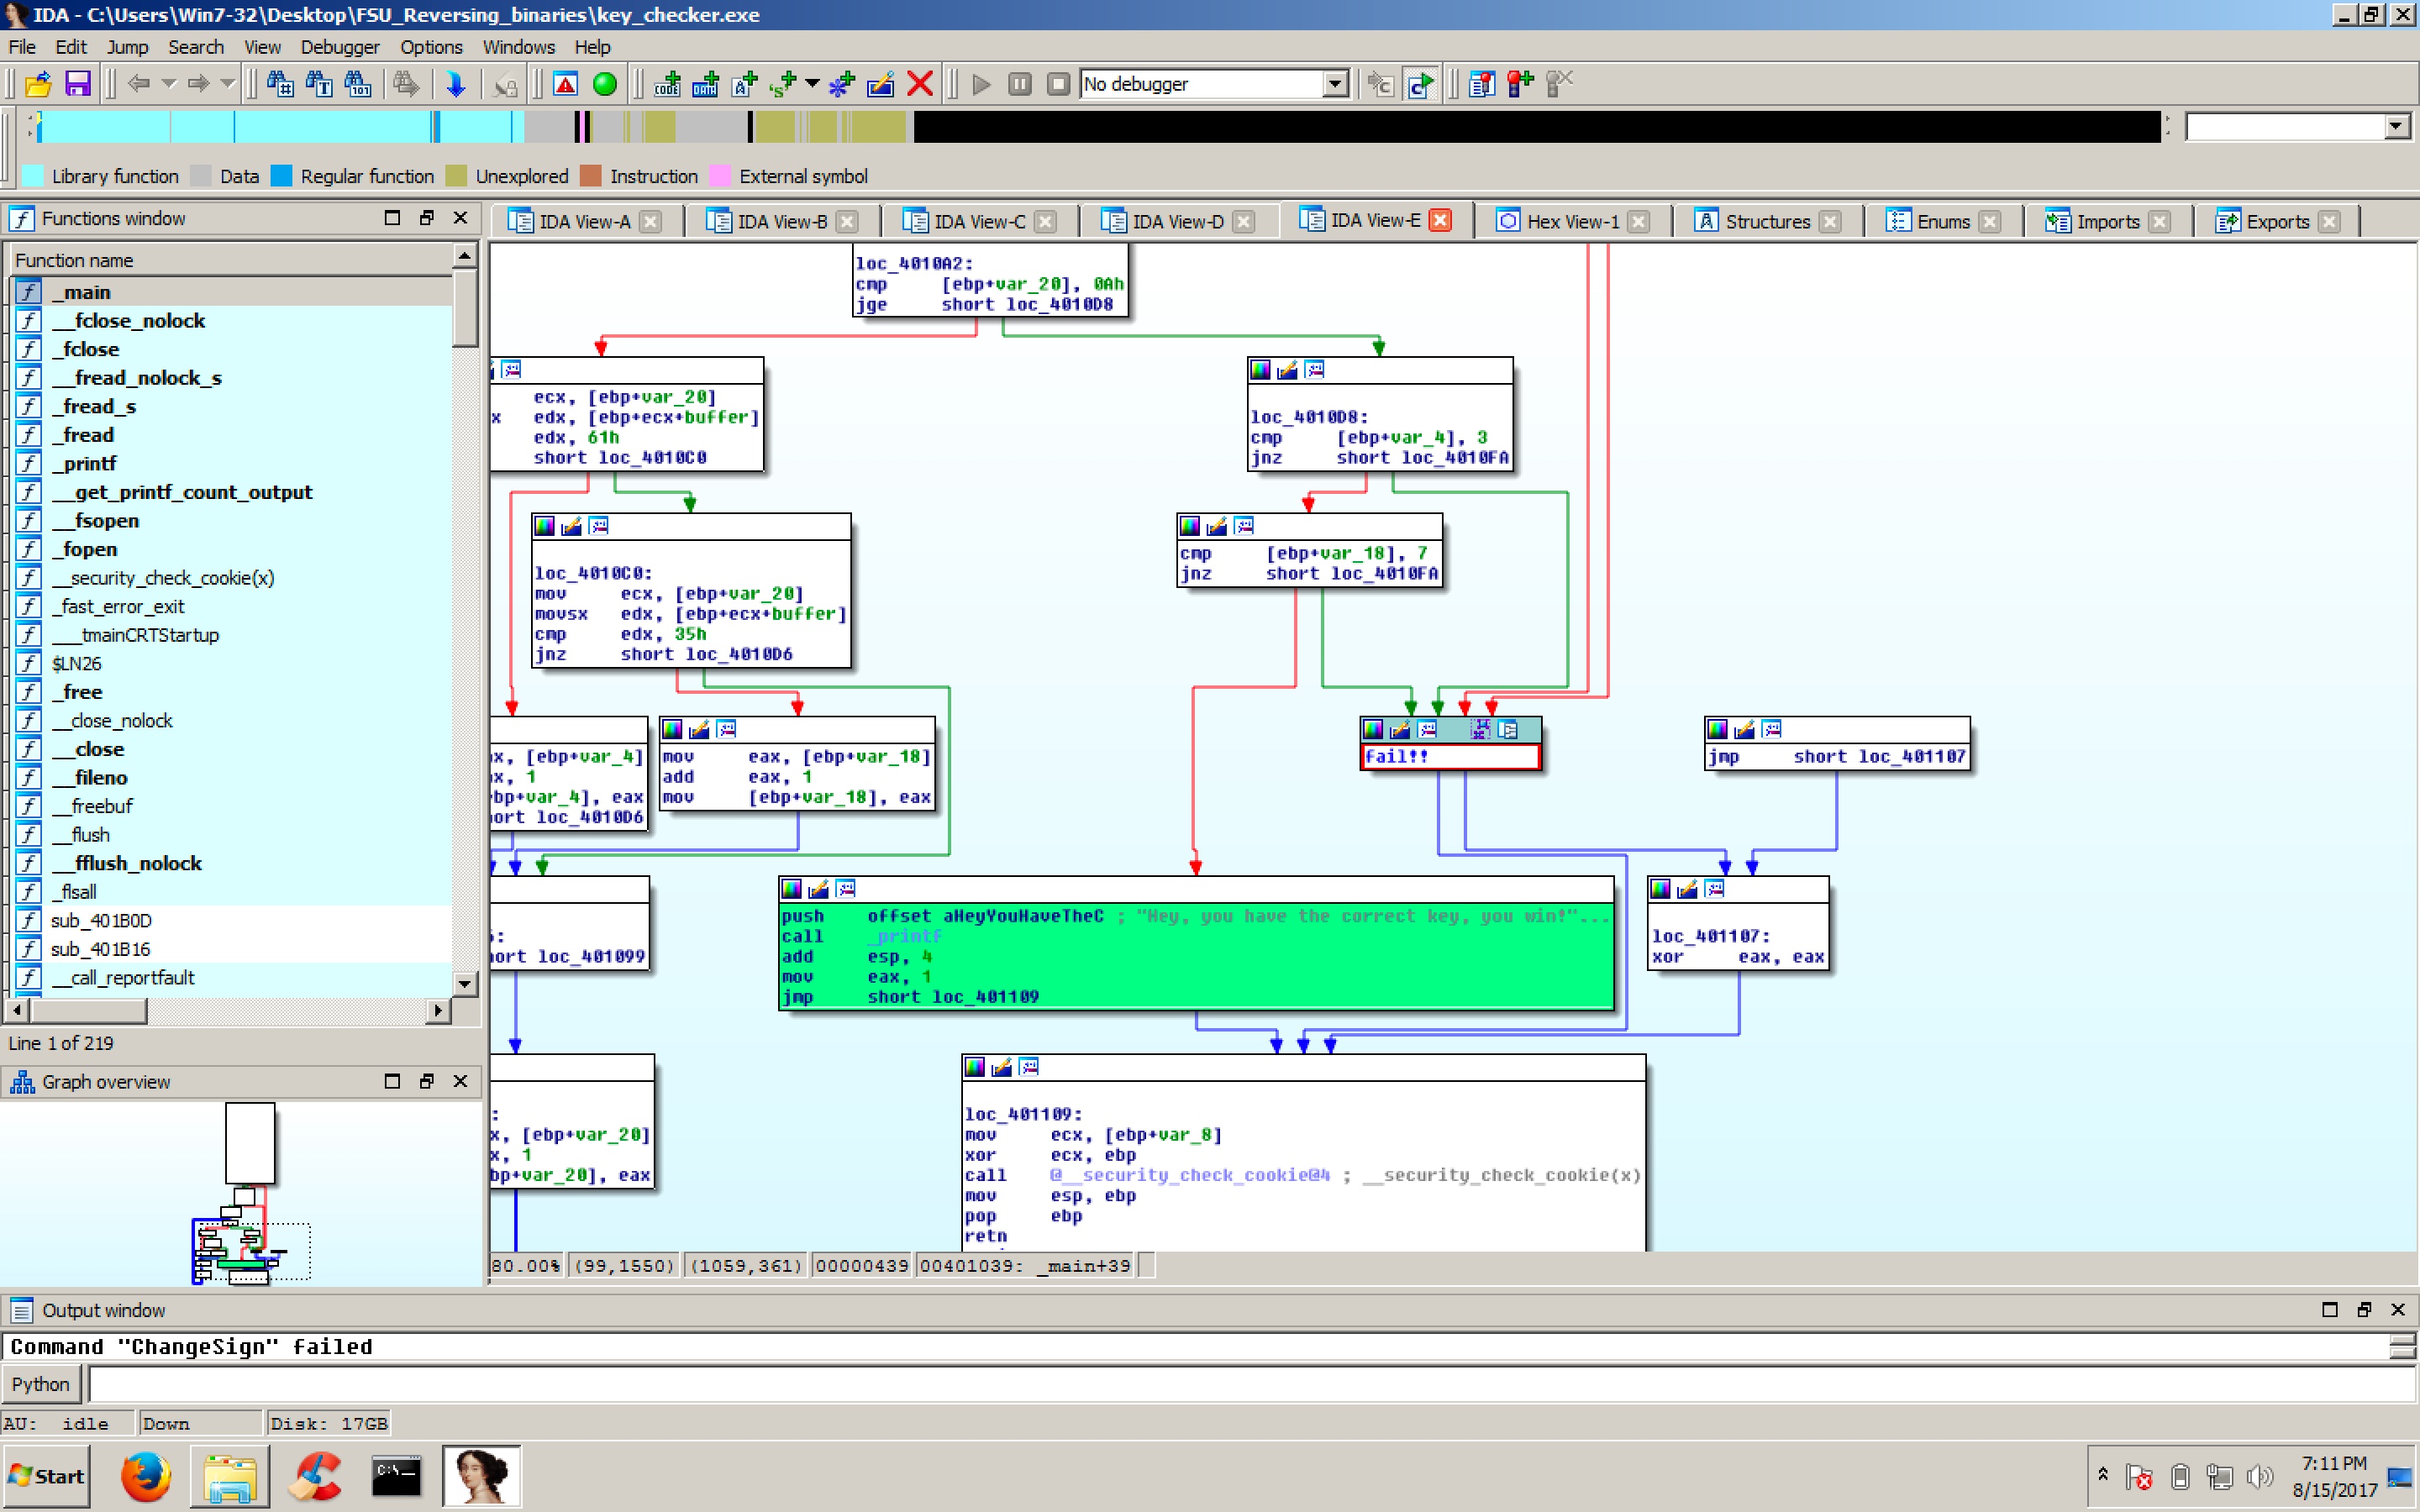 IDA - C:\Users\Win7-32\Desktop\FSU_Reversing_binaries\key_checker.exe
File Edit Jump Search View Debugger Options Windows Help
No debugger
Library function Data Regular function Unexplored Instruction External symbol
Functions window
IDA View-A IDA View-B IDA View-C IDA View-D IDA View-E Hex View-1 Structures Enums Imports Exports
Function name
_main
__fclose_nolock
_fclose
__fread_nolock_s
_fread_s
_fread
_printf
__get_printf_count_output
__fsopen
_fopen
__security_check_cookie(x)
_fast_error_exit
___tmainCRTStartup
$LN26
_free
__close_nolock
__close
__fileno
__freebuf
__flush
__fflush_nolock
_flsall
sub_401B0D
sub_401B16
__call_reportfault
Line 1 of 219
Graph overview
loc_4010A2:
cmp [ebp+var_20], 0Ah
jge short loc_4010D8
ecx, [ebp+var_20]
x edx, [ebp+ecx+buffer]
edx, 61h
short loc_4010C0
loc_4010D8:
cmp [ebp+var_4], 3
jnz short loc_4010FA
loc_4010C0:
mov ecx, [ebp+var_20]
movsx edx, [ebp+ecx+buffer]
cmp edx, 35h
jnz short loc_4010D6
cmp [ebp+var_18], 7
jnz short loc_4010FA
x, [ebp+var_4]
x, 1
bp+var_4], eax
ort loc_4010D6
mov eax, [ebp+var_18]
add eax, 1
mov [ebp+var_18], eax
fail!!
jmp short loc_401107
:
ort loc_401099
push offset aHeyYouHaveTheC ; "Hey, you have the correct key, you win!"...
call _printf
add esp, 4
mov eax, 1
jmp short loc_401109
loc_401107:
xor eax, eax
:
x, [ebp+var_20]
x, 1
bp+var_20], eax
loc_401109:
mov ecx, [ebp+var_8]
xor ecx, ebp
call @__security_check_cookie@4 ; __security_check_cookie(x)
mov esp, ebp
pop ebp
retn
80.00% (99,1550) (1059,361) 00000439 00401039: _main+39
Output window
Command "ChangeSign" failed
Python
AU: idle Down Disk: 17GB
Start
7:11 PM
8/15/2017